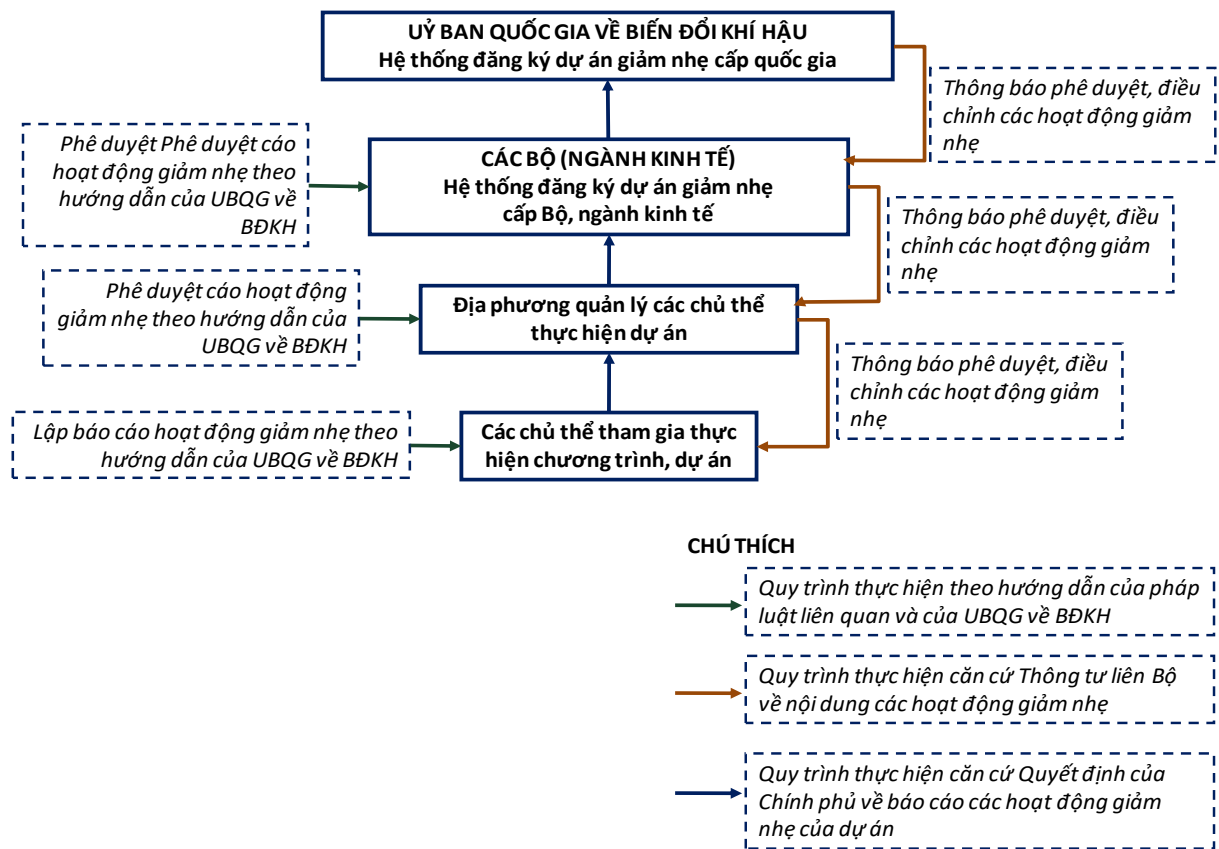 UỶ BAN QUỐC GIA VỀ BIẾN ĐỔI KHÍ HẬU
Hệ thống đăng ký dự án giảm nhẹ cấp quốc gia
Thông báo phê duyệt, điều
chỉnh các hoạt động giảm
nhẹ
Phê duyệt Phê duyệt cáo
hoạt động giảm nhẹ theo
hướng dẫn của UBQG về
BĐKH
CÁC BỘ (NGÀNH KINH TẾ)
Hệ thống đăng ký dự án giảm nhẹ
cấp Bộ, ngành kinh tế
Thông báo phê duyệt, điều
chỉnh các hoạt động giảm
nhẹ
Phê duyệt cáo hoạt động
giảm nhẹ theo hướng dẫn của
UBQG về BĐKH
Địa phương quản lý các chủ thể
thực hiện dự án
Thông báo phê duyệt, điều
chỉnh các hoạt động giảm
nhẹ
Lập báo cáo hoạt động giảm nhẹ theo
hướng dẫn của UBQG về BĐKH
Các chủ thể tham gia thực
hiện chương trình, dự án
CHÚ THÍCH
Quy trình thực hiện theo hướng dẫn của pháp
luật liên quan và của UBQG về BĐKH
Quy trình thực hiện căn cứ Thông tư liên Bộ
về nội dung các hoạt động giảm nhẹ
Quy trình thực hiện căn cứ Quyết định của
Chính phủ về báo cáo các hoạt động giảm
nhẹ của dự án